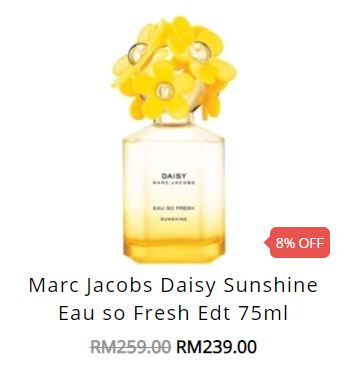 DAISY
MARC JACOBS
EAU SO FRESH
SUNSHINE
8% OFF
Marc Jacobs Daisy Sunshine
Eau so Fresh Edt 75ml
RM259.00 RM239.00